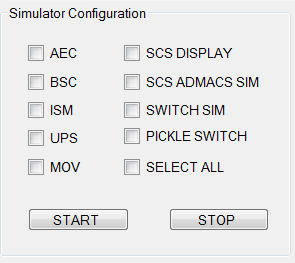 Simulator Configuration
AEC SCS DISPLAY
BSC SCS ADMACS SIM
ISM SWITCH SIM
UPS PICKLE SWITCH
MOV SELECT ALL
START STOP